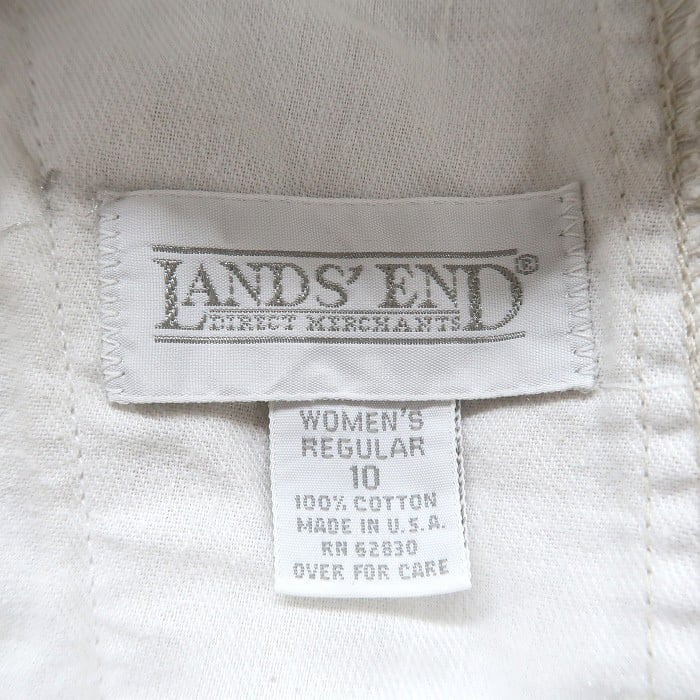 LANDS' END®
DIRECT MERCHANTS
WOMEN'S
REGULAR
10
100% COTTON
MADE IN U.S.A.
RN 62830
OVER FOR CARE